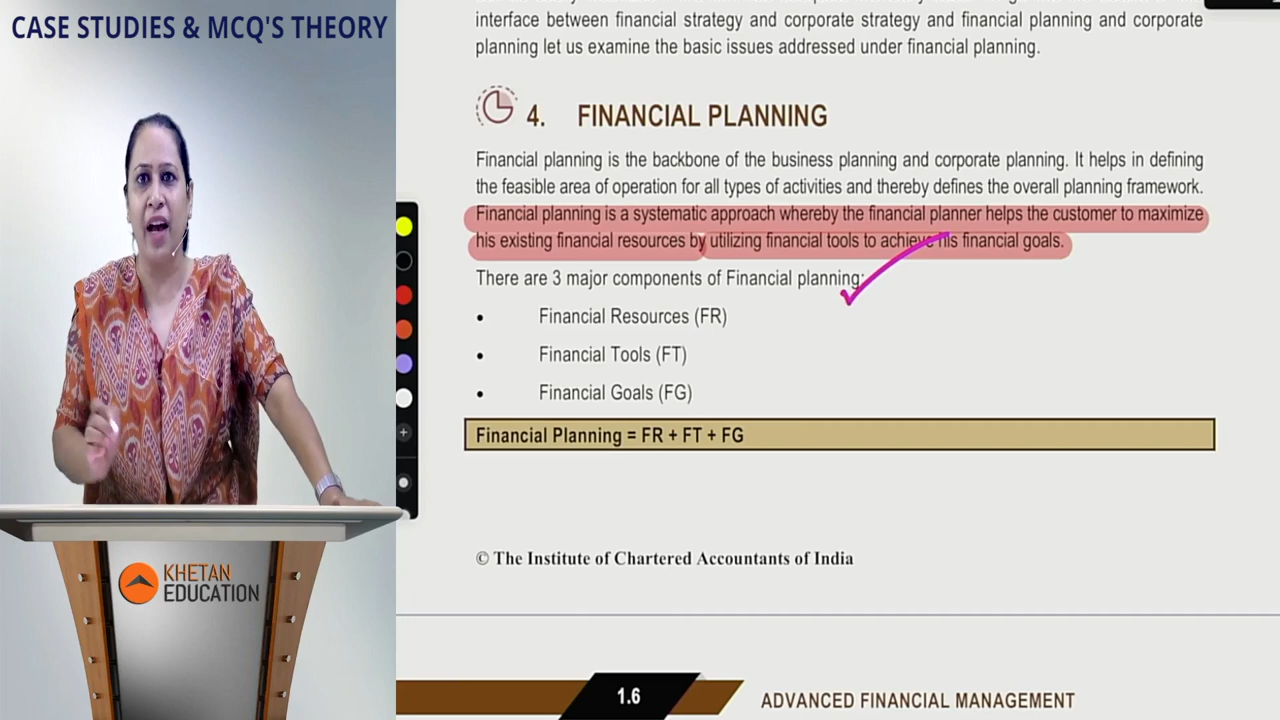 CASE STUDIES & MCQ'S THEORY
interface between financial strategy and corporate strategy and financial planning and corporate
planning let us examine the basic issues addressed under financial planning.
4. FINANCIAL PLANNING
Financial planning is the backbone of the business planning and corporate planning. It helps in defining
the feasible area of operation for all types of activities and thereby defines the overall planning framework.
Financial planning is a systematic approach whereby the financial planner helps the customer to maximize
his existing financial resources by utilizing financial tools to achieve his financial goals.
There are 3 major components of Financial planning:
• Financial Resources (FR)
• Financial Tools (FT)
• Financial Goals (FG)
Financial Planning = FR + FT + FG
© The Institute of Chartered Accountants of India
1.6 ADVANCED FINANCIAL MANAGEMENT
KHETAN
EDUCATION